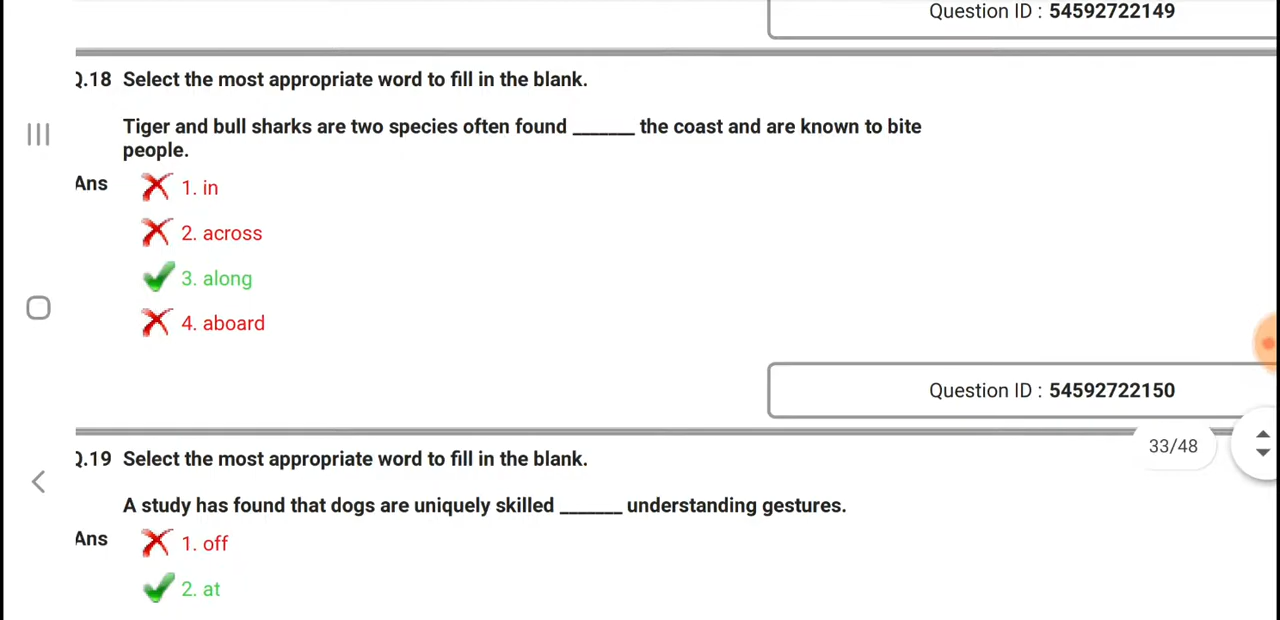 Question ID : 54592722149
Q.18 Select the most appropriate word to fill in the blank.
Tiger and bull sharks are two species often found ______ the coast and are known to bite
people.
Ans
1. in
2. across
3. along
4. aboard
Question ID : 54592722150
33/48
Q.19 Select the most appropriate word to fill in the blank.
A study has found that dogs are uniquely skilled ______ understanding gestures.
Ans
1. off
2. at